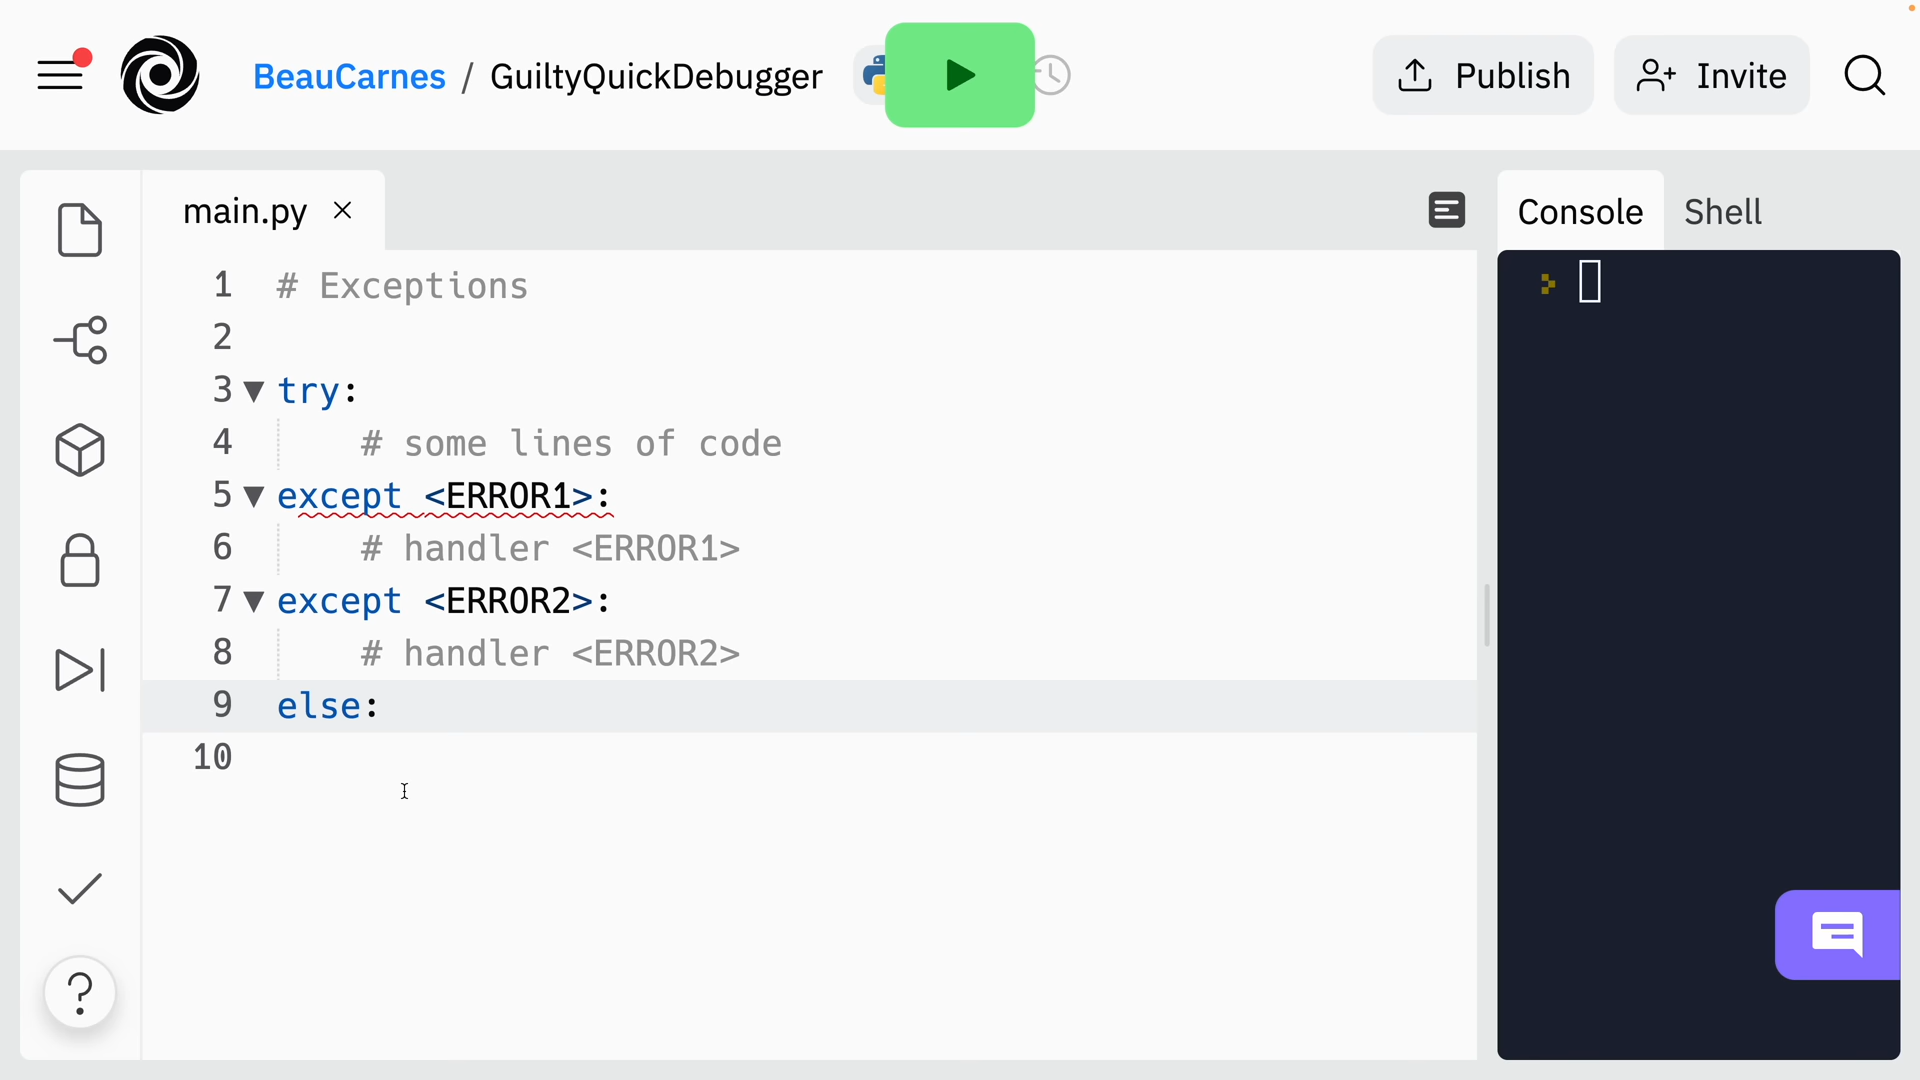 BeauCarnes / GuiltyQuickDebugger
Publish
Invite
main.py
Console
Shell
1 # Exceptions
2
3 try:
4 # some lines of code
5 except <ERROR1>:
6 # handler <ERROR1>
7 except <ERROR2>:
8 # handler <ERROR2>
9 else:
10